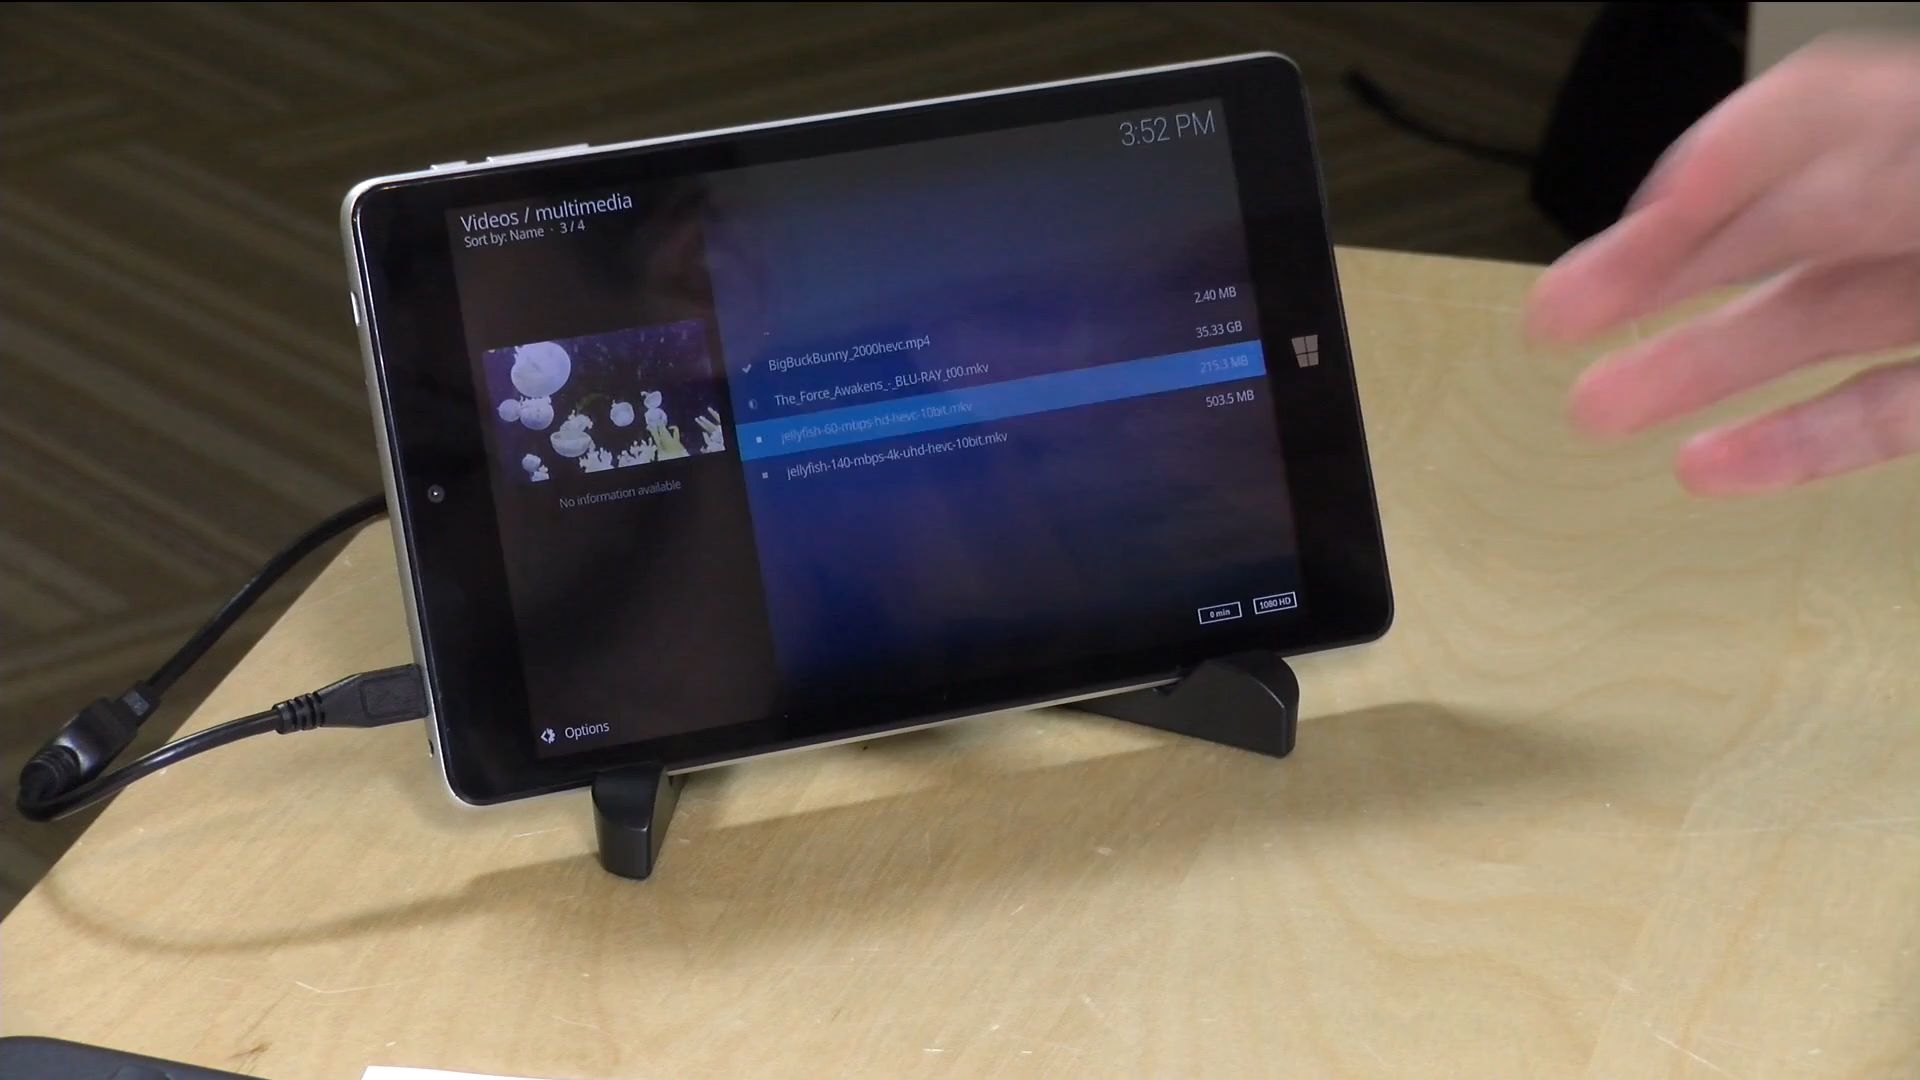 3:52 PM
Videos / multimedia
Sort by: Name · 3 / 4
..
BigBuckBunny_2000hevc.mp4 2.40 MB
The_Force_Awakens_-_BLU-RAY_t00.mkv 35.33 GB
jellyfish-60-mbps-hd-hevc-10bit.mkv 215.3 MB
jellyfish-140-mbps-4k-uhd-hevc-10bit.mkv 503.5 MB
No information available
0 min 1080 HD
Options